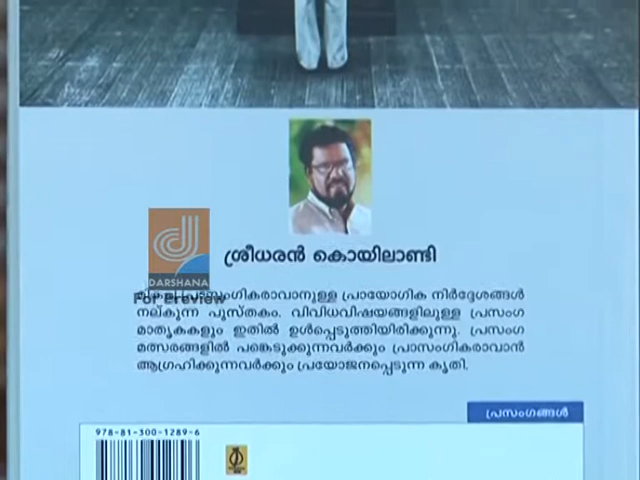 ശ്രീധരൻ കൊയിലാണ്ടി
DARSHANA
For Preview
മികച്ച പ്രാസംഗികരാവാനുള്ള പ്രായോഗിക നിർദ്ദേശങ്ങൾ
നല്കുന്ന പുസ്തകം. വിവിധവിഷയങ്ങളിലുള്ള പ്രസംഗ
മാതൃകകളും ഇതിൽ ഉൾപ്പെടുത്തിയിരിക്കുന്നു. പ്രസംഗ
മത്സരങ്ങളിൽ പങ്കെടുക്കുന്നവർക്കും പ്രാസംഗികരാവാൻ
ആഗ്രഹിക്കുന്നവർക്കും പ്രയോജനപ്പെടുന്ന കൃതി.
പ്രസംഗങ്ങൾ
978-81-300-1289-6